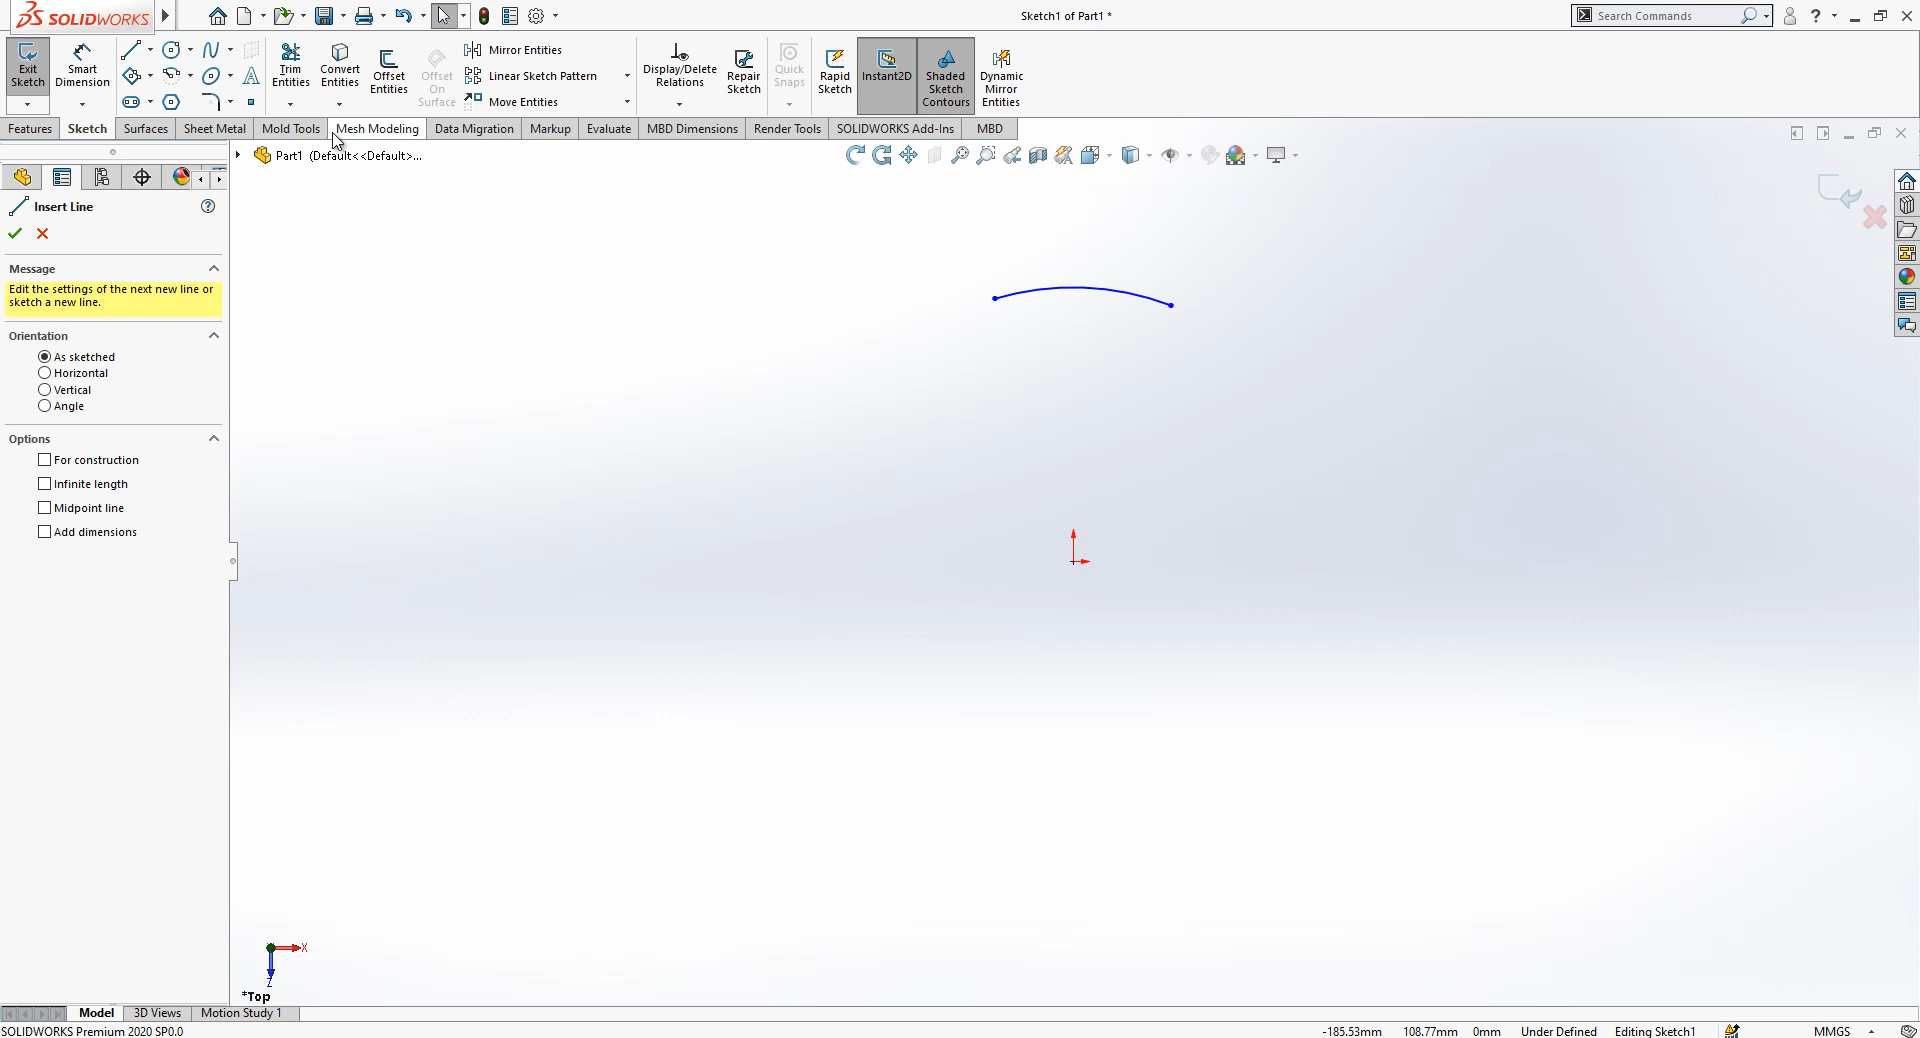 SOLIDWORKS
Sketch1 of Part1 *
Search Commands
?
Exit Sketch
Smart Dimension
Trim Entities
Convert Entities
Offset Entities
Offset On Surface
Mirror Entities
Linear Sketch Pattern
Move Entities
Display/Delete Relations
Repair Sketch
Quick Snaps
Rapid Sketch
Instant2D
Shaded Sketch Contours
Dynamic Mirror Entities
Features Sketch Surfaces Sheet Metal Mold Tools Mesh Modeling Data Migration Markup Evaluate MBD Dimensions Render Tools SOLIDWORKS Add-Ins MBD
Part1 (Default<<Default>...
Insert Line
?
Message
Edit the settings of the next new line or
sketch a new line.
Orientation
As sketched
Horizontal
Vertical
Angle
Options
For construction
Infinite length
Midpoint line
Add dimensions
X
Z
*Top
Model 3D Views Motion Study 1
SOLIDWORKS Premium 2020 SP0.0
-185.53mm 108.77mm 0mm Under Defined Editing Sketch1 MMGS